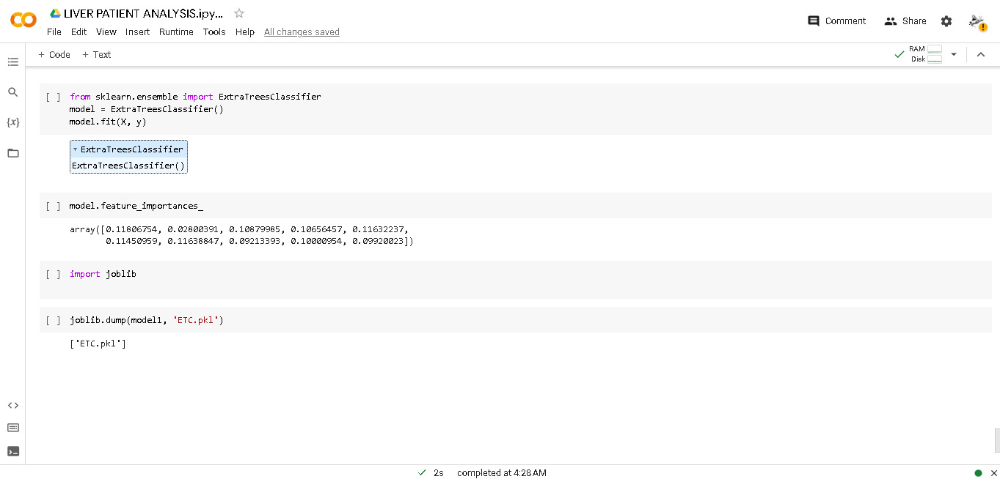 LIVER PATIENT ANALYSIS.ipy...
File Edit View Insert Runtime Tools Help All changes saved
Comment Share
+ Code + Text
RAM
Disk
{x}
[ ] from sklearn.ensemble import ExtraTreesClassifier
model = ExtraTreesClassifier()
model.fit(X, y)
ExtraTreesClassifier
ExtraTreesClassifier()
[ ] model.feature_importances_
array([0.11806754, 0.02800391, 0.10879985, 0.10656457, 0.11632237,
0.11450959, 0.11638847, 0.09213393, 0.10000954, 0.09920023])
[ ] import joblib
[ ] joblib.dump(model1, 'ETC.pkl')
['ETC.pkl']
2s completed at 4:28 AM